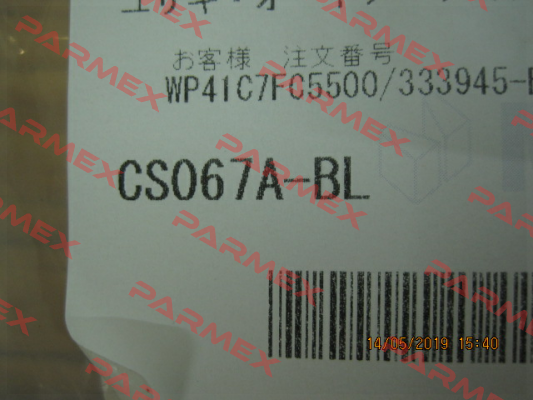 お客様 注文番号
WP41C7FC5500/333945-
CS067A-BL
14/05/2019 15:40
PARMEX
PARMEX
PARMEX
PARMEX
PARMEX
PARMEX
PARMEX